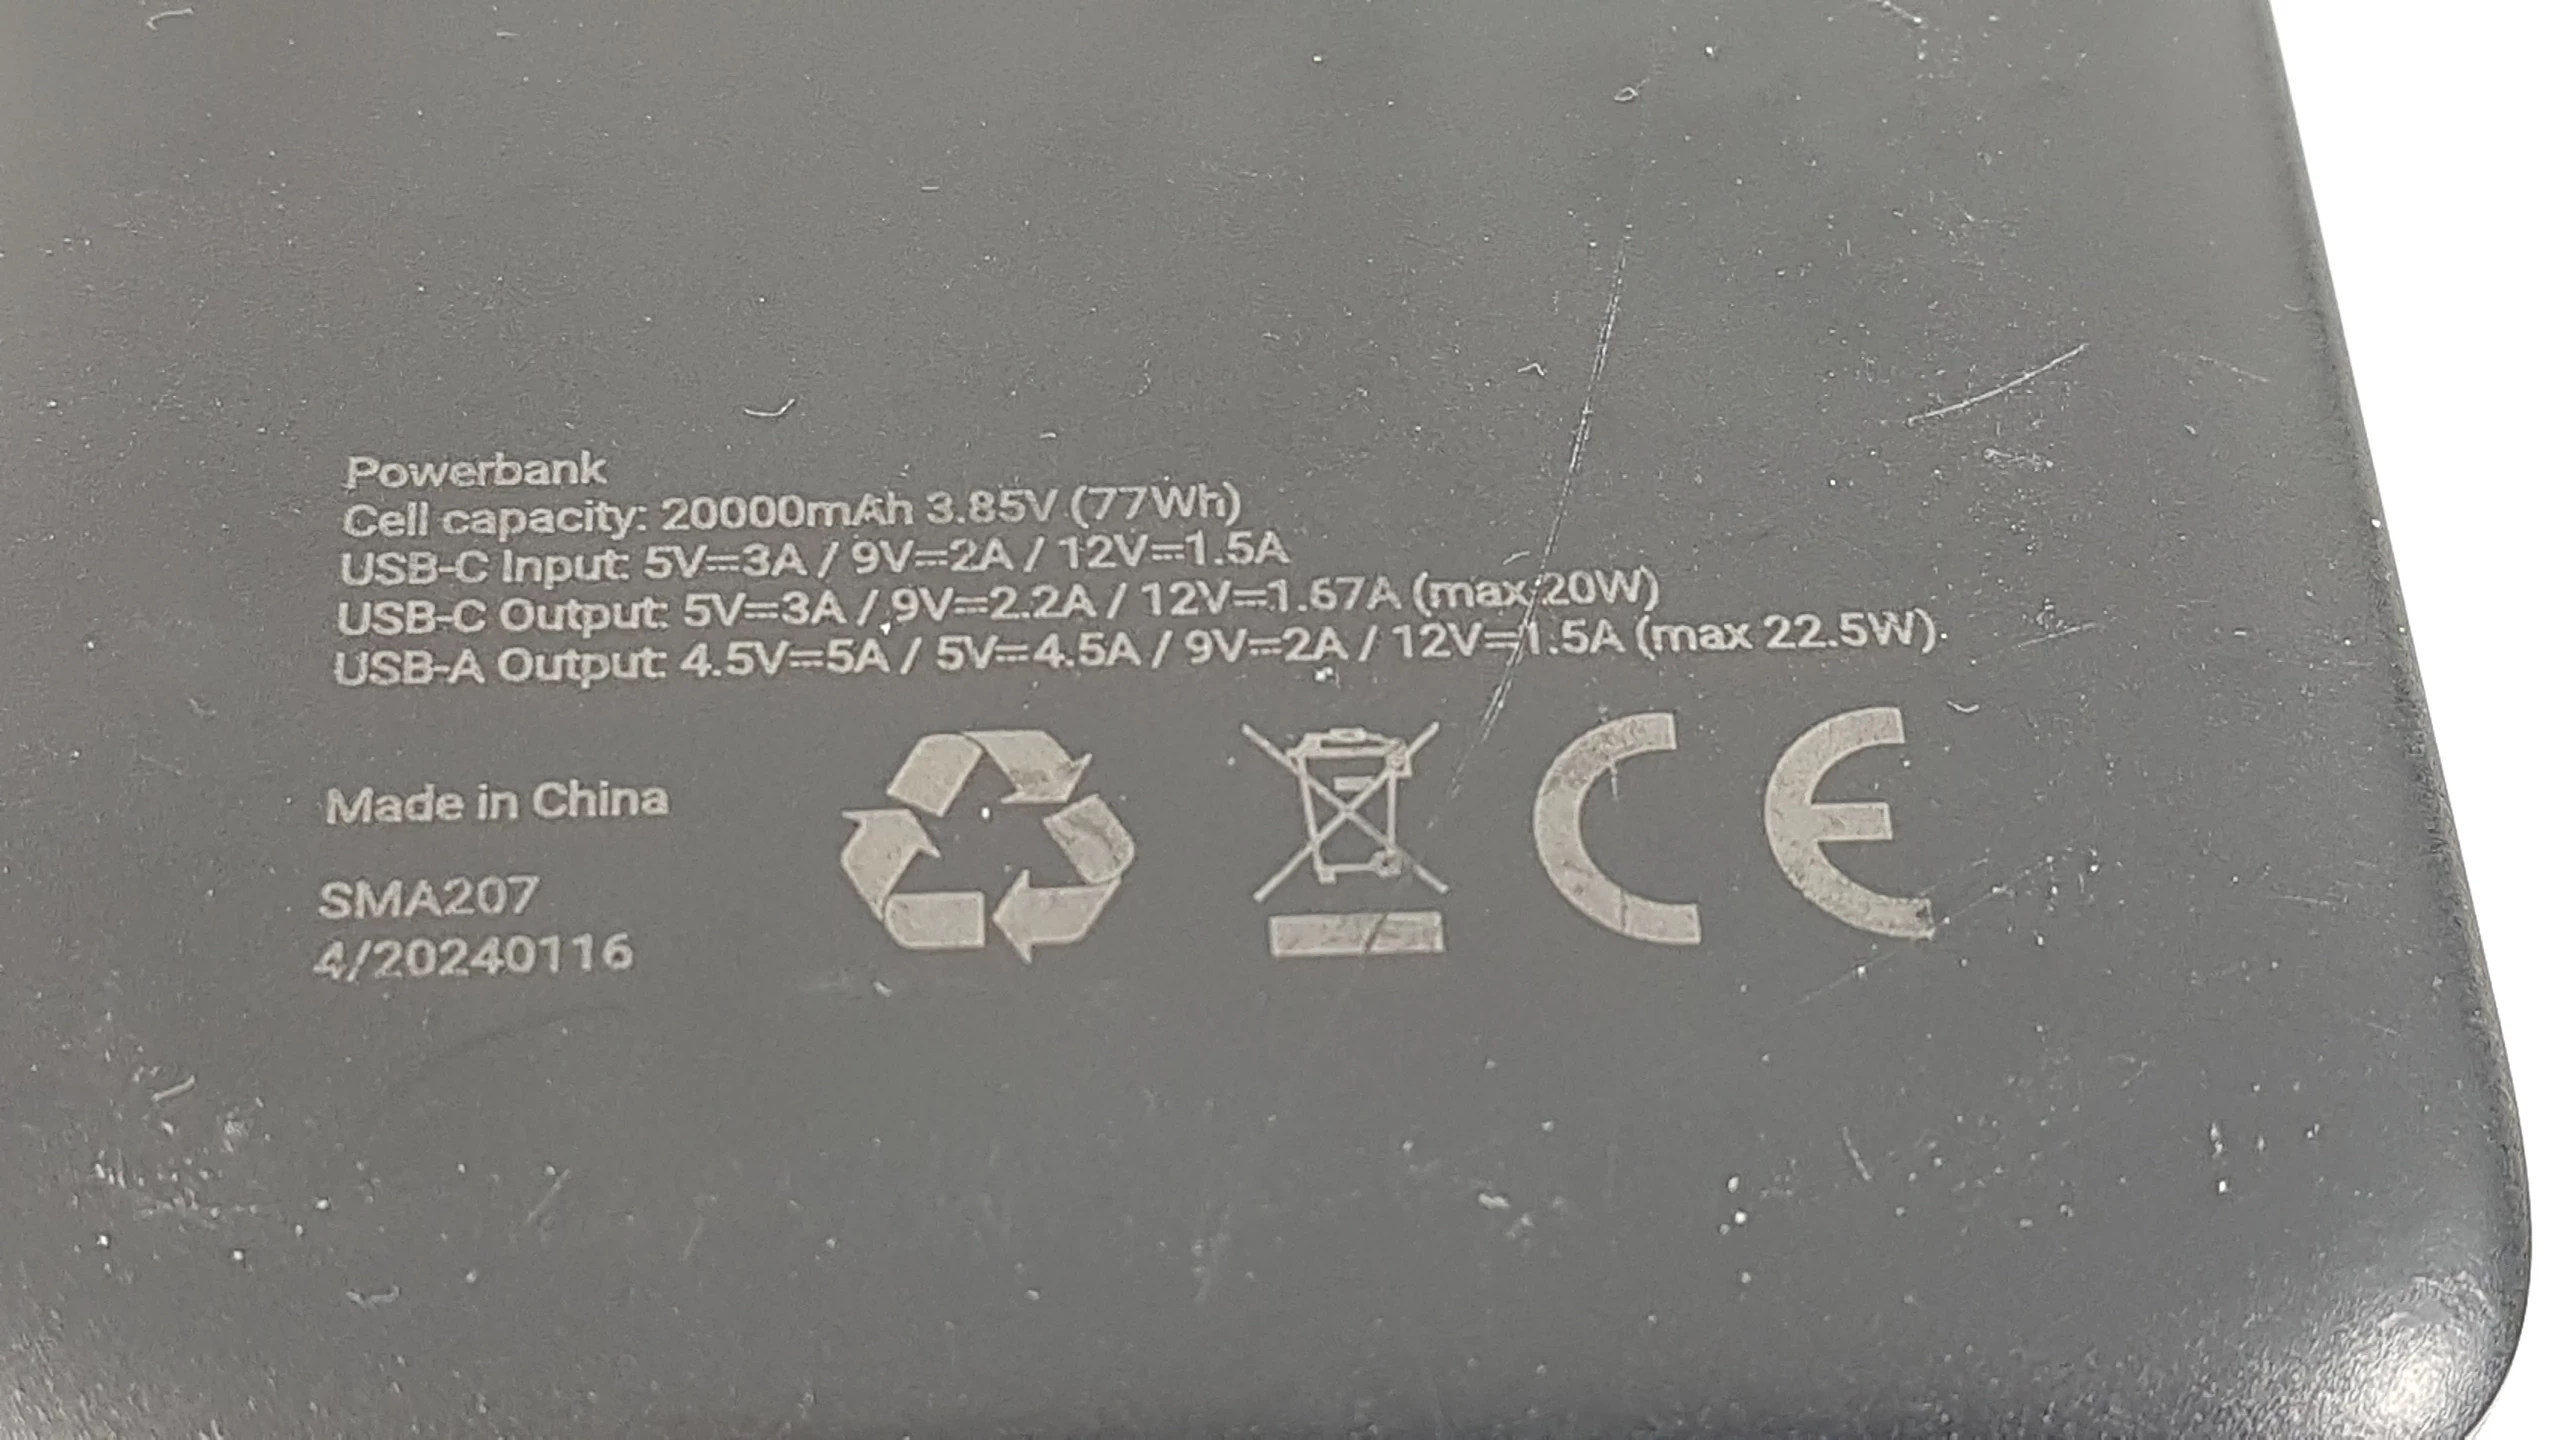 Powerbank
Cell capacity: 20000mAh 3.85V (77Wh)
USB-C Input: 5V⎓3A / 9V⎓2A / 12V⎓1.5A
USB-C Output: 5V⎓3A / 9V⎓2.2A / 12V⎓1.67A (max 20W)
USB-A Output: 4.5V⎓5A / 5V⎓4.5A / 9V⎓2A / 12V⎓1.5A (max 22.5W)
Made in China
CE
SMA207
4/20240116